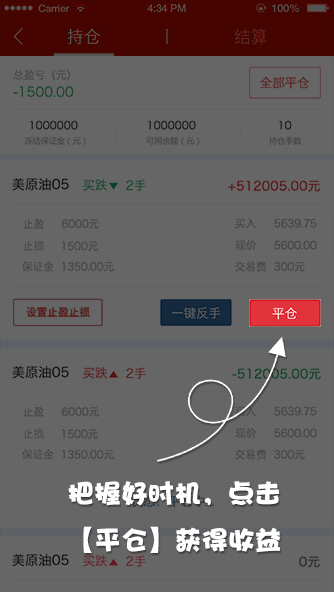 Carrier 4:34 PM 100%
持仓 | 结算
总盈亏（元）
-1500.00
全部平仓
1000000 1000000 10
冻结保证金（元） 可用余额（元） 持仓手数
美原油05 买跌 2手 +512005.00元
止盈 6000元 买入 5639.75
止损 1500元 现价 5600.00
保证金 1350.00元 交易费 300元
设置止盈止损 一键反手 平仓
美原油05 买跌 2手 -512005.00元
止盈 6000元 买入 5639.75
止损 1500元 现价 5600.00
保证金 1350.00元 交易费 300元
把握好时机，点击
【平仓】获得收益
美原油05 买跌 2手 0元